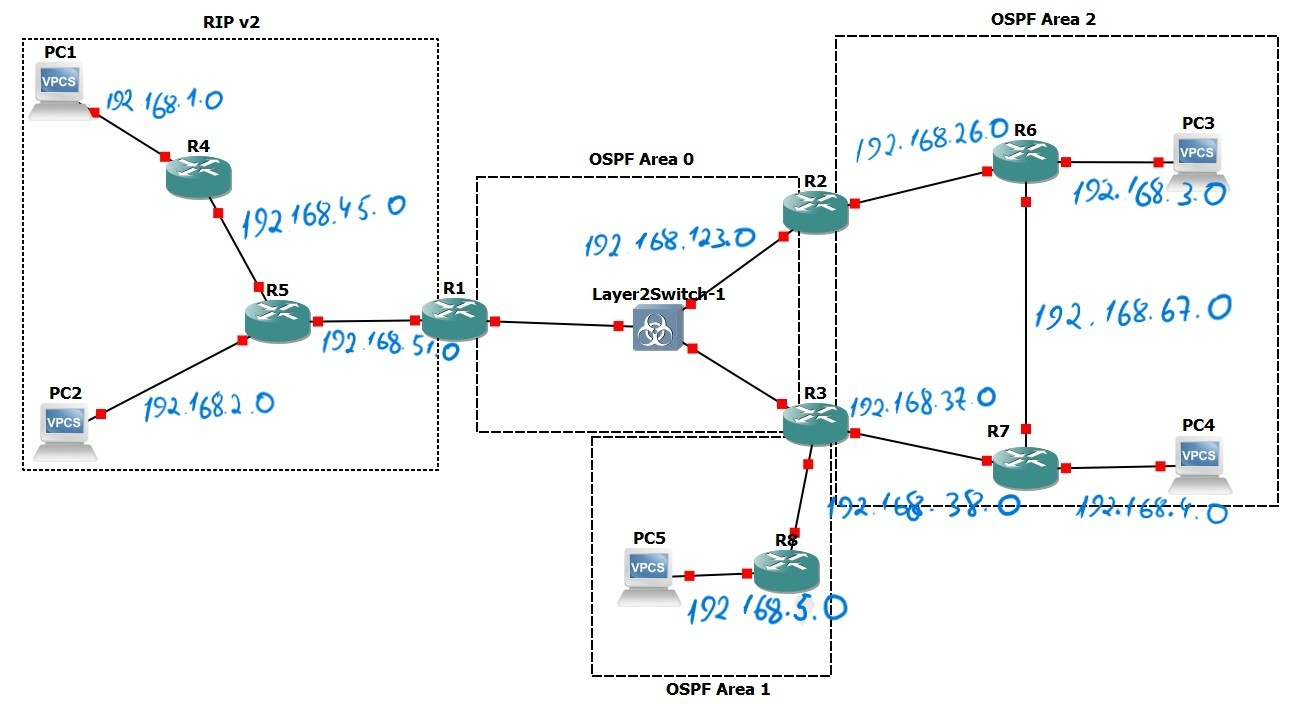 RIP v2
OSPF Area 2
PC1
VPCS
192 168.1.0
R4
192 168.45.0
OSPF Area 0
R2
192.168.26.0
R6
PC3
VPCS
192.168.3.0
192 168.123.0
R5
R1
Layer2Switch-1
192.168.51.0
192.168.67.0
PC2
VPCS
192.168.2.0
R3
192.168.37.0
R7
PC4
VPCS
192.168.38.0
192.168.4.0
PC5
VPCS
R8
192 168.5.0
OSPF Area 1